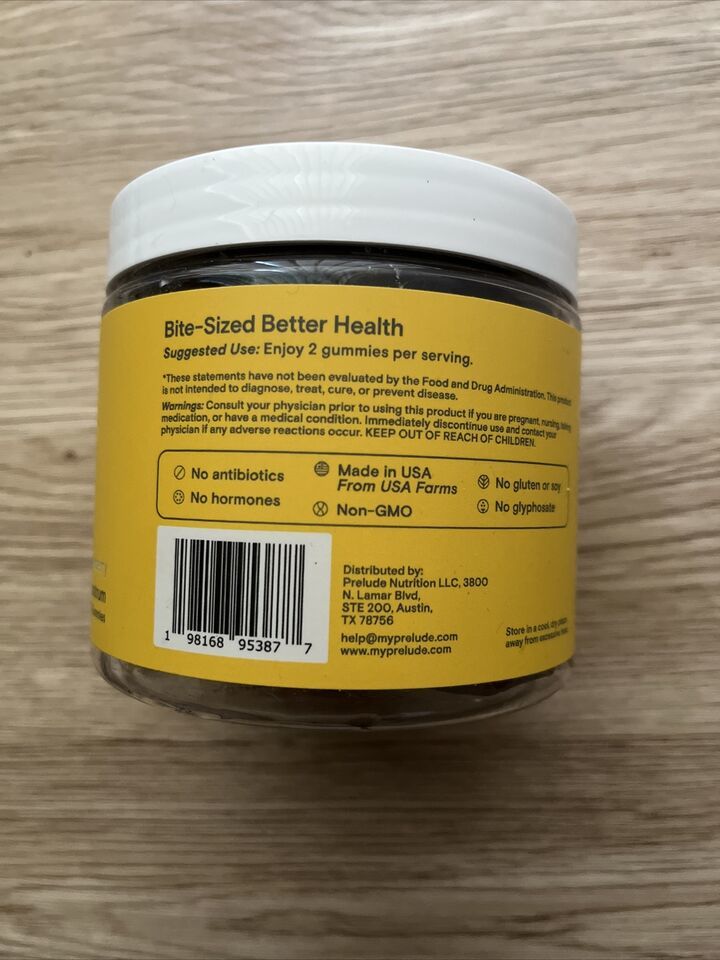 Bite-Sized Better Health
Suggested Use: Enjoy 2 gummies per serving.
*These statements have not been evaluated by the Food and Drug Administration. This product
is not intended to diagnose, treat, cure, or prevent disease.
Warnings: Consult your physician prior to using this product if you are pregnant, nursing, taking
medication, or have a medical condition. Immediately discontinue use and contact your
physician if any adverse reactions occur. KEEP OUT OF REACH OF CHILDREN.
No antibiotics
No hormones
Made in USA
From USA Farms
Non-GMO
No gluten or soy
No glyphosate
1 98168 95387 7
Distributed by:
Prelude Nutrition LLC, 3800
N. Lamar Blvd,
STE 200, Austin,
TX 78756
help@myprelude.com
www.myprelude.com
Store in a cool, dry place
away from excessive heat.